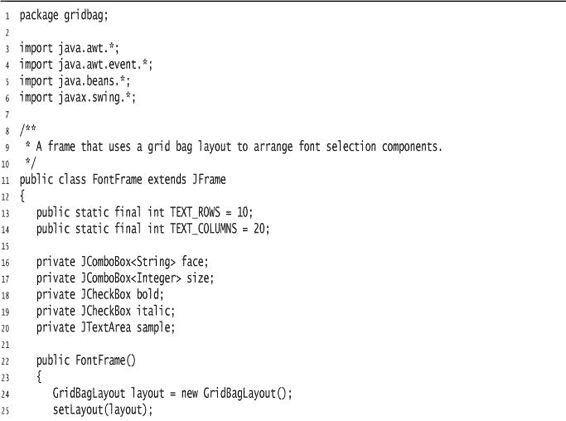 1 package gridbag;
2
3 import java.awt.*;
4 import java.awt.event.*;
5 import java.beans.*;
6 import javax.swing.*;
7
8 /**
9  * A frame that uses a grid bag layout to arrange font selection components.
10  */
11 public class FontFrame extends JFrame
12 {
13    public static final int TEXT_ROWS = 10;
14    public static final int TEXT_COLUMNS = 20;
15
16    private JComboBox<String> face;
17    private JComboBox<Integer> size;
18    private JCheckBox bold;
19    private JCheckBox italic;
20    private JTextArea sample;
21
22    public FontFrame()
23    {
24       GridBagLayout layout = new GridBagLayout();
25       setLayout(layout);